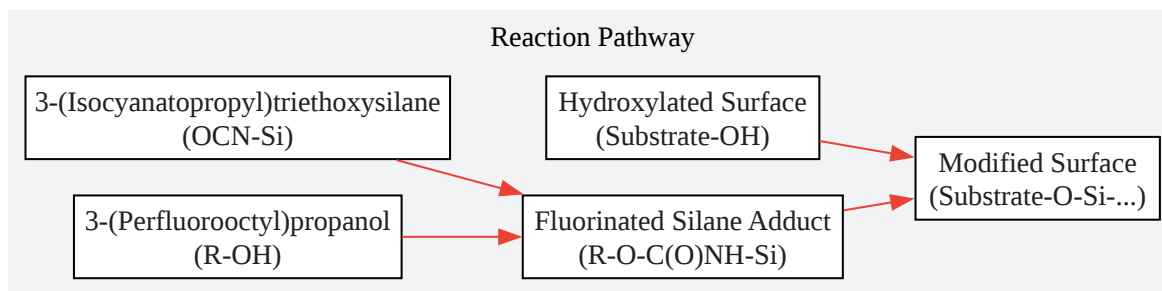 Reaction Pathway
3-(Isocyanatopropyl)triethoxysilane
(OCN-Si)
Hydroxylated Surface
(Substrate-OH)
Modified Surface
(Substrate-O-Si-...)
3-(Perfluorooctyl)propanol
(R-OH)
Fluorinated Silane Adduct
(R-O-C(O)NH-Si)